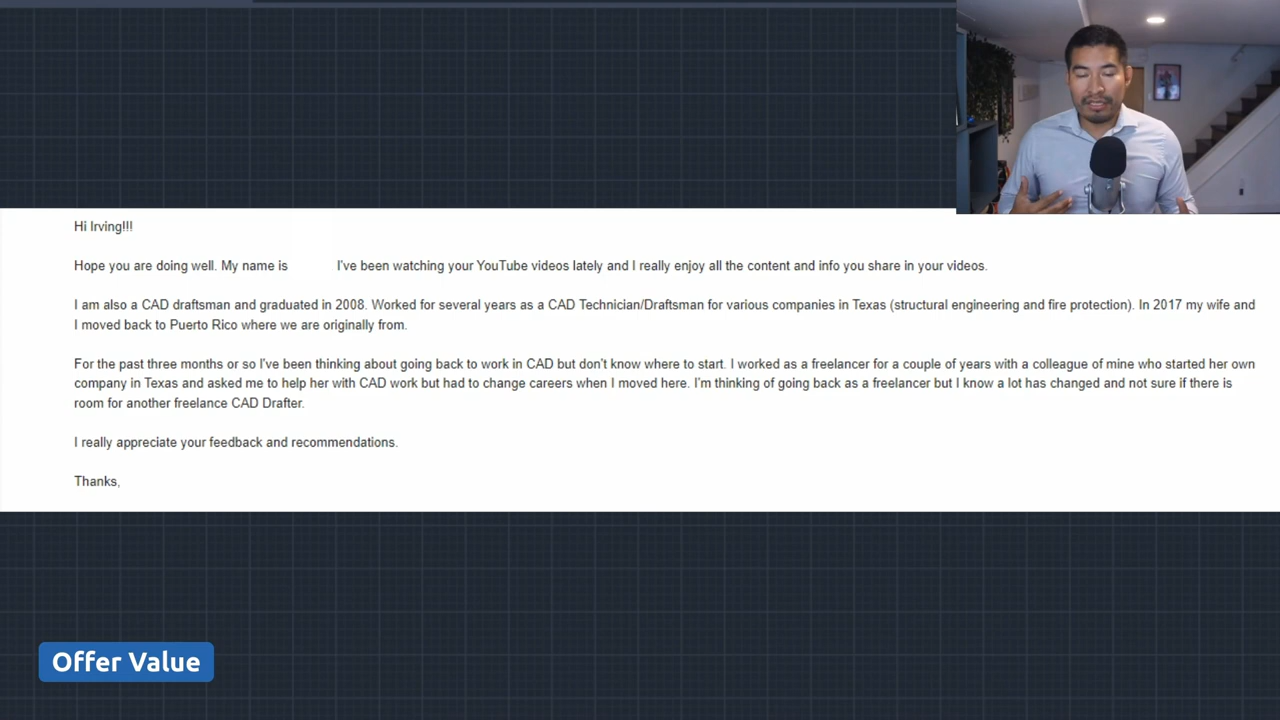 Hi Irving!!!
Hope you are doing well. My name is I've been watching your YouTube videos lately and I really enjoy all the content and info you share in your videos.
I am also a CAD draftsman and graduated in 2008. Worked for several years as a CAD Technician/Draftsman for various companies in Texas (structural engineering and fire protection). In 2017 my wife and
I moved back to Puerto Rico where we are originally from.
For the past three months or so I've been thinking about going back to work in CAD but don't know where to start. I worked as a freelancer for a couple of years with a colleague of mine who started her own
company in Texas and asked me to help her with CAD work but had to change careers when I moved here. I'm thinking of going back as a freelancer but I know a lot has changed and not sure if there is
room for another freelance CAD Drafter.
I really appreciate your feedback and recommendations.
Thanks,
Offer Value